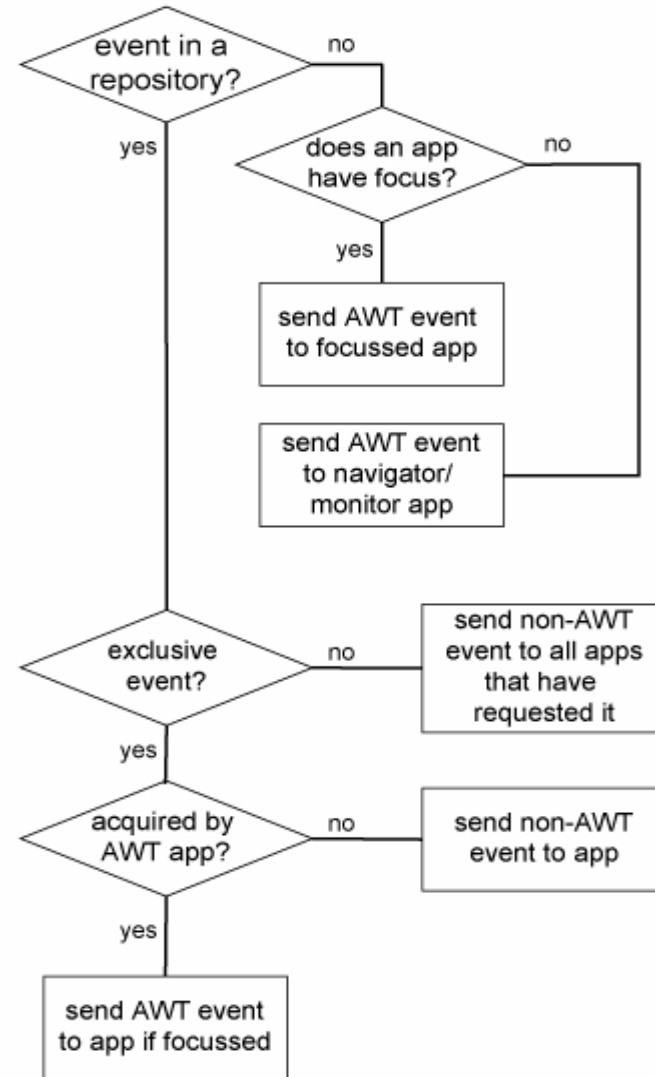 event in a
repository?
no
yes
does an app
have focus?
no
yes
send AWT event
to focussed app
send AWT event
to navigator/
monitor app
exclusive
event?
no
send non-AWT
event to all apps
that have
requested it
yes
acquired by
AWT app?
no
send non-AWT
event to app
yes
send AWT event
to app if focussed